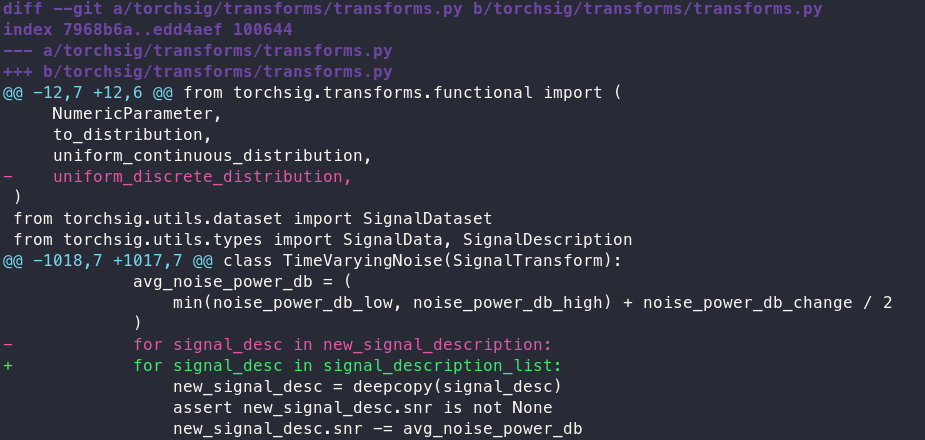 diff --git a/torchsig/transforms/transforms.py b/torchsig/transforms/transforms.py
index 7968b6a..edd4aef 100644
--- a/torchsig/transforms/transforms.py
+++ b/torchsig/transforms/transforms.py
@@ -12,7 +12,6 @@ from torchsig.transforms.functional import (
     NumericParameter,
     to_distribution,
     uniform_continuous_distribution,
-    uniform_discrete_distribution,
 )
 from torchsig.utils.dataset import SignalDataset
 from torchsig.utils.types import SignalData, SignalDescription
@@ -1018,7 +1017,7 @@ class TimeVaryingNoise(SignalTransform):
             avg_noise_power_db = (
                 min(noise_power_db_low, noise_power_db_high) + noise_power_db_change / 2
             )
-            for signal_desc in new_signal_description:
+            for signal_desc in signal_description_list:
                 new_signal_desc = deepcopy(signal_desc)
                 assert new_signal_desc.snr is not None
                 new_signal_desc.snr -= avg_noise_power_db